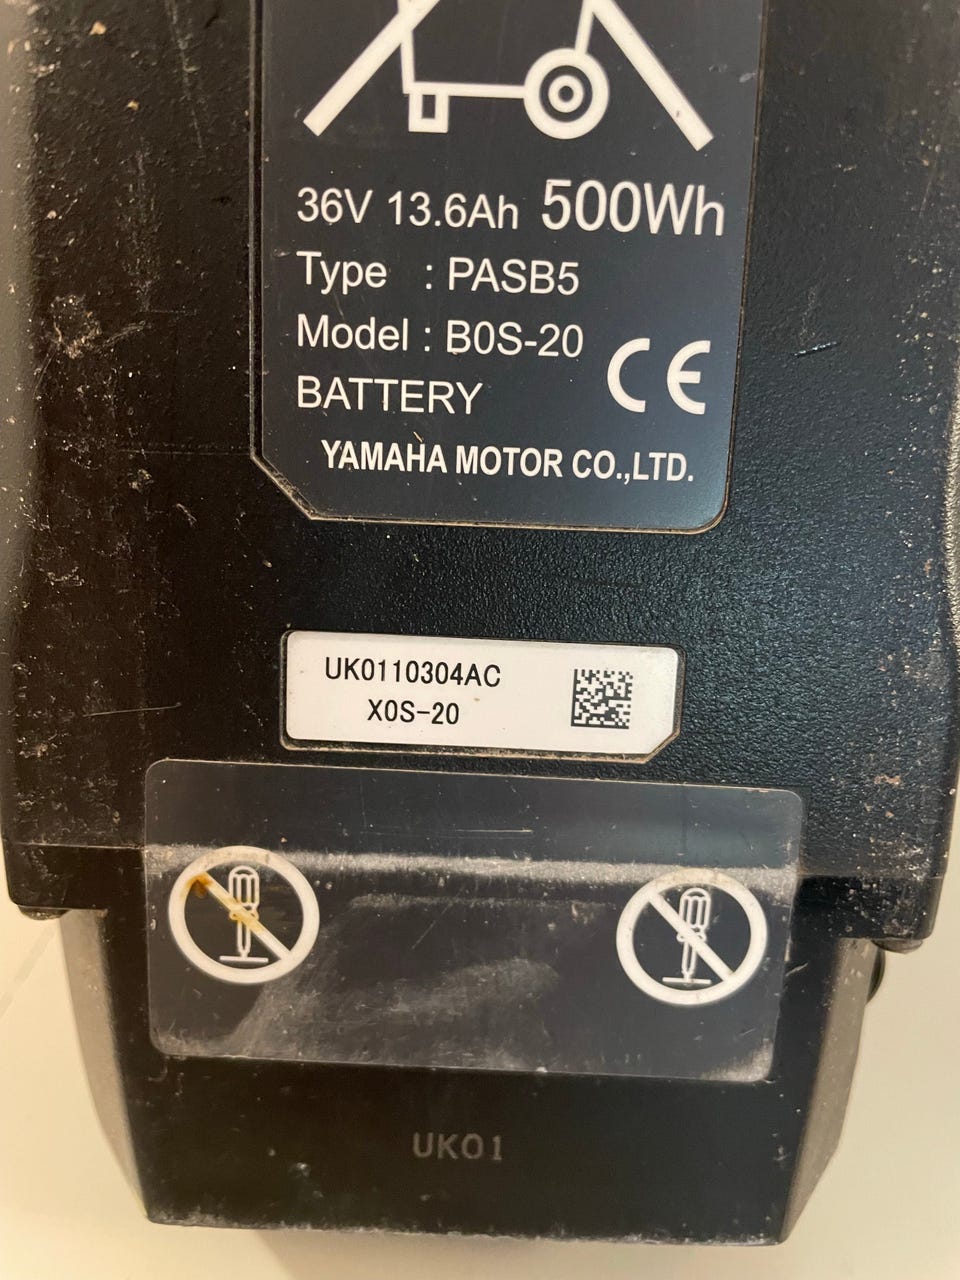 36V 13.6Ah 500Wh
Type : PASB5
Model : B0S-20
BATTERY
CE
YAMAHA MOTOR CO.,LTD.
UK0110304AC
X0S-20
UK01